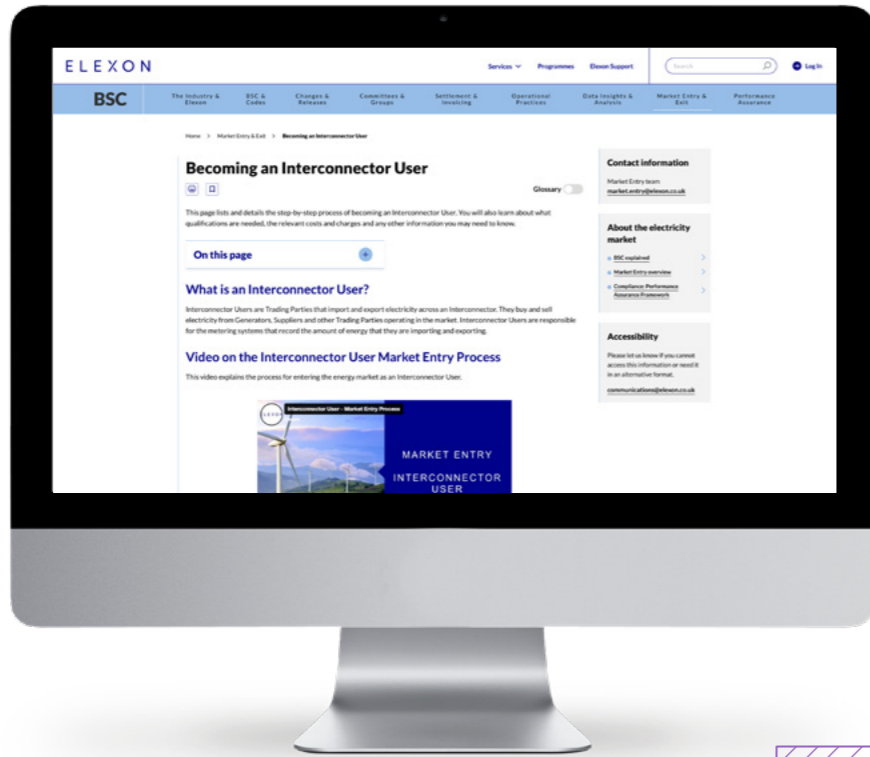 ELEXON
Services
Programmes
Elexon Support
Search
Log In
BSC
The Industry & Elexon
BSC & Codes
Changes & Releases
Committees & Groups
Settlement & Invoicing
Operational Practices
Data Insights & Analysis
Market Entry & Exit
Performance Assurance
Home > Market Entry & Exit > Becoming an Interconnector User
Becoming an Interconnector User
Glossary
This page lists and details the step-by-step process of becoming an Interconnector User. You will also learn about what
qualifications are needed, the relevant costs and charges and any other information you may need to know.
On this page
What is an Interconnector User?
Interconnector Users are Trading Parties that import and export electricity across an Interconnector. They buy and sell
electricity from Generators, Suppliers and other Trading Parties operating in the market. Interconnector Users are responsible
for the metering systems that record the amount of energy that they are importing and exporting.
Video on the Interconnector User Market Entry Process
This video explains the process for entering the energy market as an Interconnector User.
ELEXON
Interconnector User - Market Entry Process
MARKET ENTRY
INTERCONNECTOR
USER
Contact information
Market Entry team
market.entry@elexon.co.uk
About the electricity
market
BSC explained
Market Entry overview
Compliance: Performance
Assurance Framework
Accessibility
Please let us know if you cannot
access this information or need it
in an alternative format.
communications@elexon.co.uk